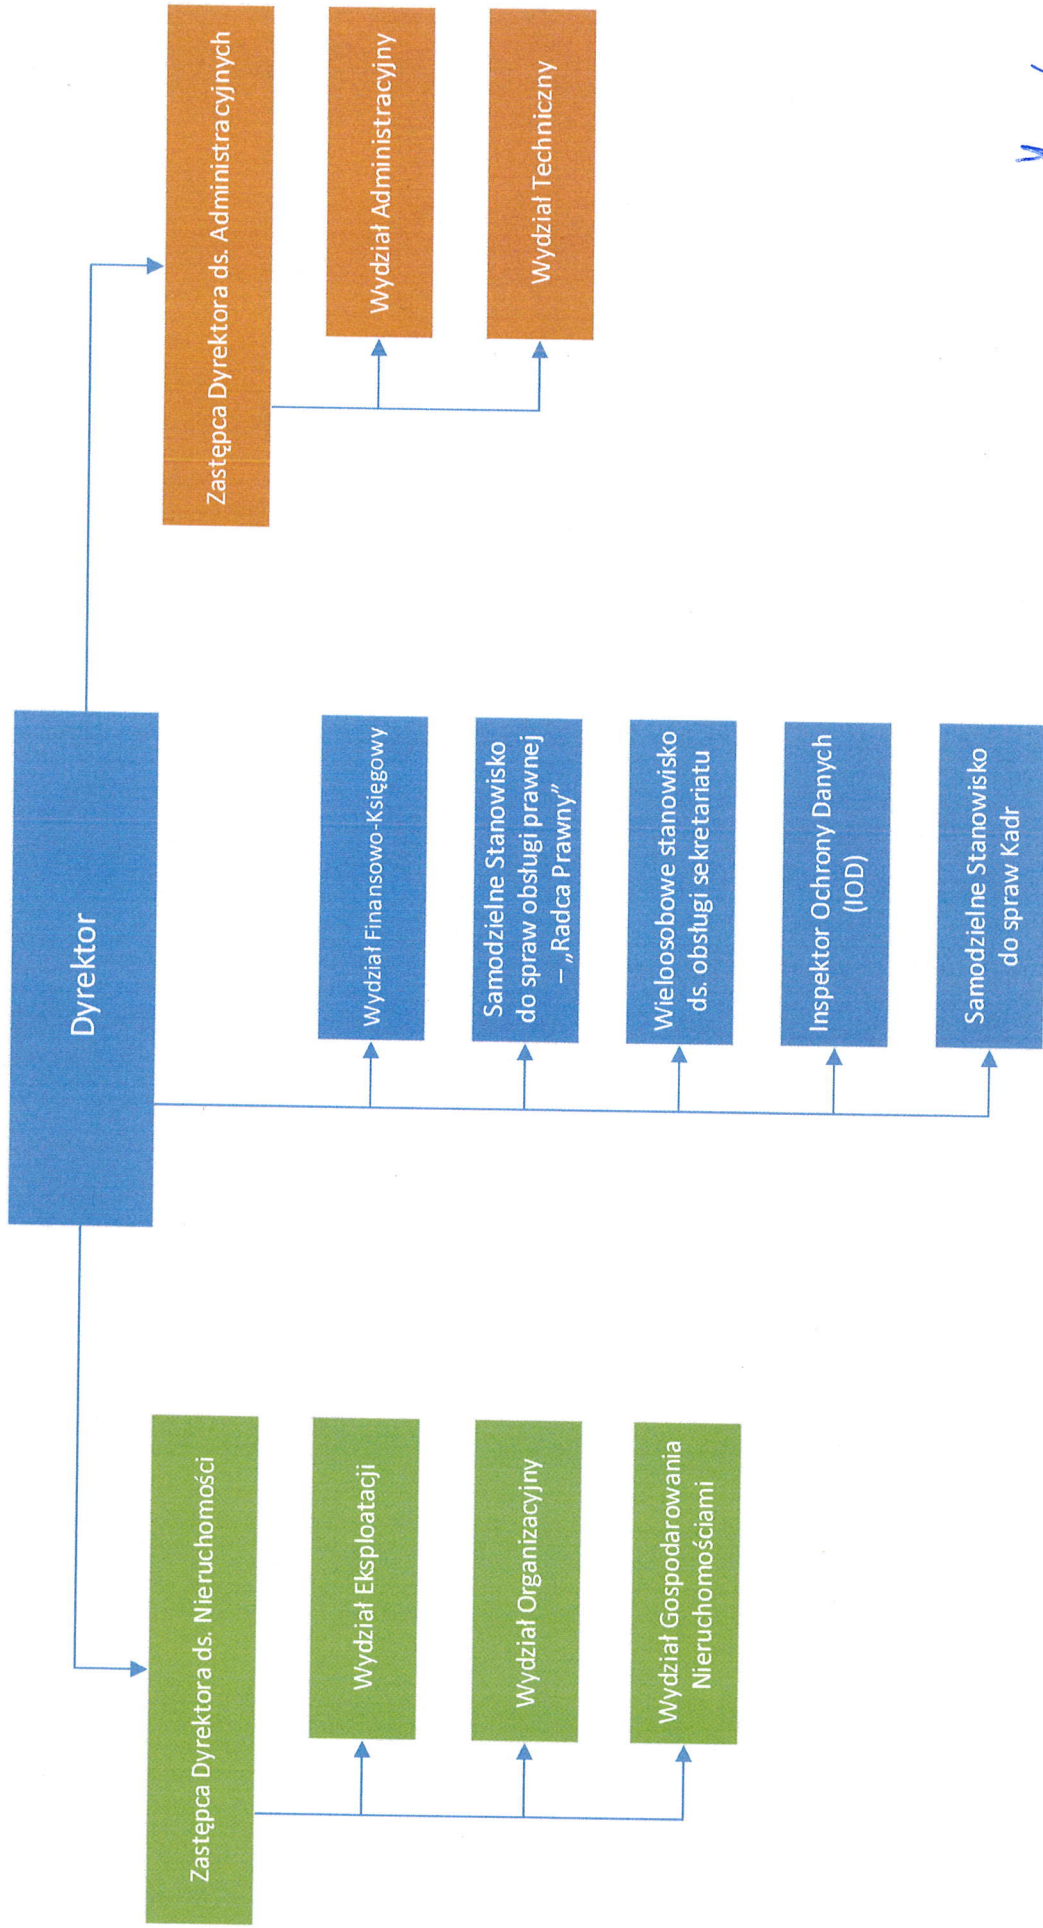 Dyrektor
Zastępca Dyrektora ds. Nieruchomości
Wydział Eksploatacji
Wydział Organizacyjny
Wydział Gospodarowania
Nieruchomościami
Wydział Finansowo-Księgowy
Samodzielne Stanowisko
do spraw obsługi prawnej
– „Radca Prawny”
Wieloosobowe stanowisko
ds. obsługi sekretariatu
Inspektor Ochrony Danych
(IOD)
Samodzielne Stanowisko
do spraw Kadr
Zastępca Dyrektora ds. Administracyjnych
Wydział Administracyjny
Wydział Techniczny